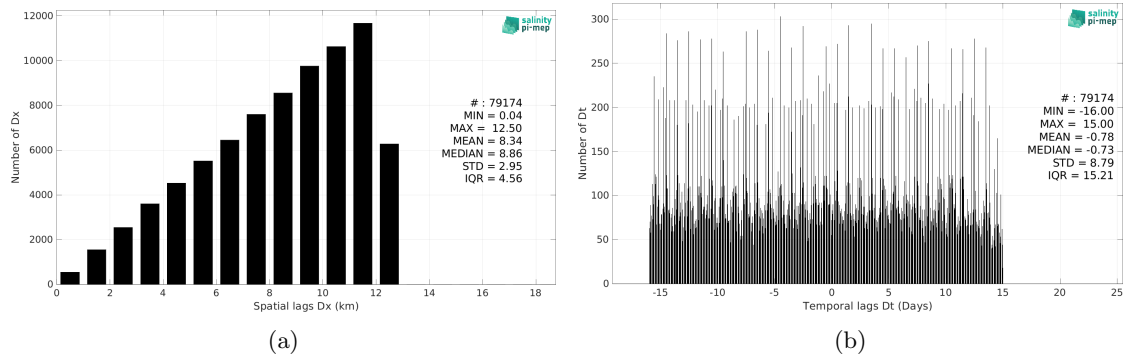 12000
10000
8000
6000
4000
2000
0
Number of Dx
0 2 4 6 8 10 12 14 16 18
Spatial lags Dx (km)
salinity
pi-mep
# : 79174
MIN = 0.04
MAX = 12.50
MEAN = 8.34
MEDIAN = 8.86
STD = 2.95
IQR = 4.56
(a)
300
250
200
150
100
50
0
Number of Dt
-15 -10 -5 0 5 10 15 20 25
Temporal lags Dt (Days)
salinity
pi-mep
# : 79174
MIN = -16.00
MAX = 15.00
MEAN = -0.78
MEDIAN = -0.73
STD = 8.79
IQR = 15.21
(b)